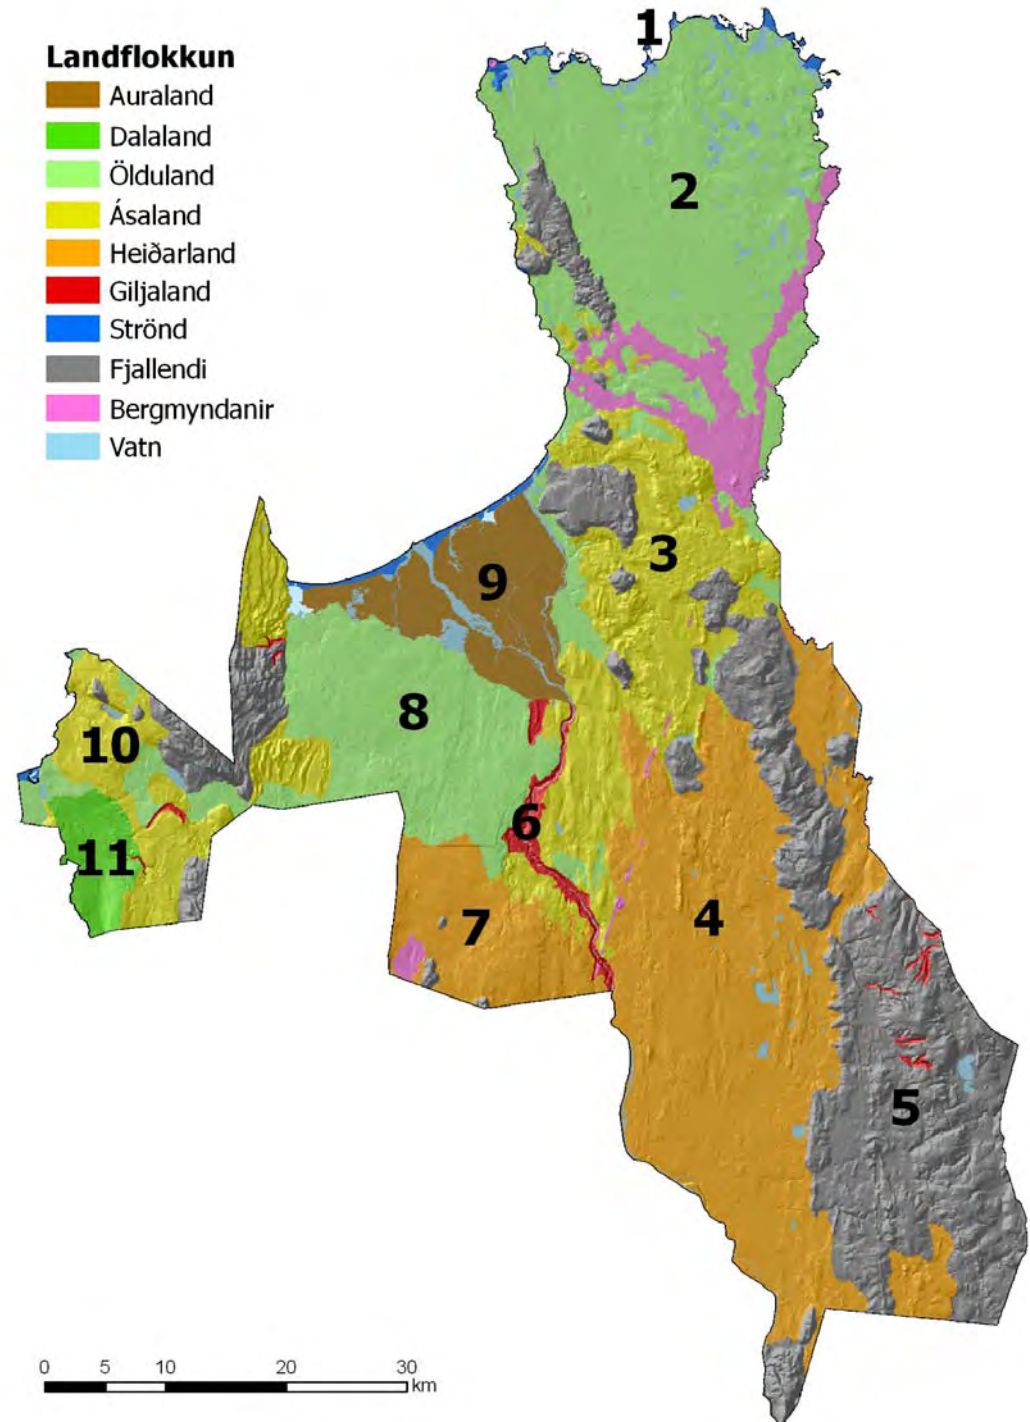 Landflokkun
Auraland
Dalaland
Ölduland
Ásaland
Heiðarland
Giljaland
Strönd
Fjallendi
Bergmyndanir
Vatn
1
2
3
9
8
10
6
11
7
4
5
0 5 10 20 30
km